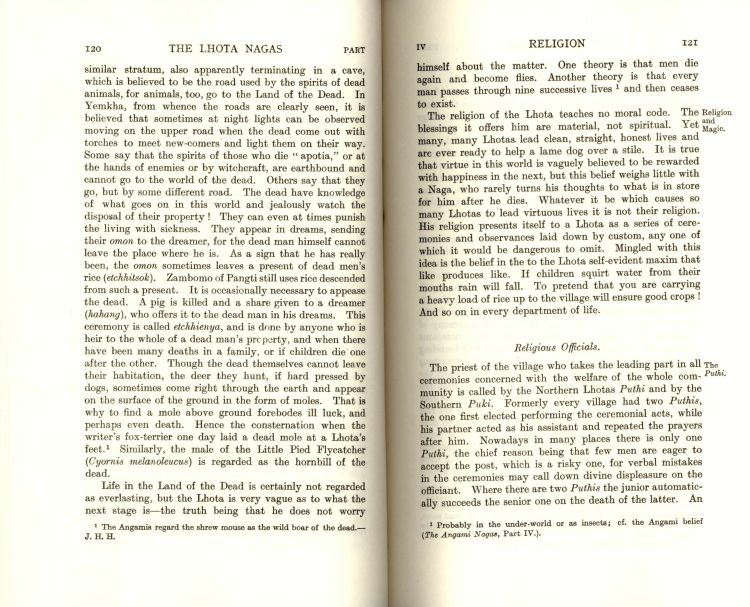 120 THE LHOTA NAGAS PART
similar stratum, also apparently terminating in a cave,
which is believed to be the road used by the spirits of dead
animals, for animals, too, go to the Land of the Dead. In
Yemkha, from whence the roads are clearly seen, it is
believed that sometimes at night lights can be observed
moving on the upper road when the dead come out with
torches to meet new-comers and light them on their way.
Some say that the spirits of those who die “ apotia,” or at
the hands of enemies or by witchcraft, are earthbound and
cannot go to the world of the dead. Others say that they
go, but by some different road. The dead have knowledge
of what goes on in this world and jealously watch the
disposal of their property ! They can even at times punish
the living with sickness. They appear in dreams, sending
their omon to the dreamer, for the dead man himself cannot
leave the place where he is. As a sign that he has really
been, the omon sometimes leaves a present of dead men's
rice (etchhitsok). Zambomo of Pangti still uses rice descended
from such a present. It is occasionally necessary to appease
the dead. A pig is killed and a share given to a dreamer
(hahang), who offers it to the dead man in his dreams. This
ceremony is called etchhienya, and is done by anyone who is
heir to the whole of a dead man's property, and when there
have been many deaths in a family, or if children die one
after the other. Though the dead themselves cannot leave
their habitation, the deer they hunt, if hard pressed by
dogs, sometimes come right through the earth and appear
on the surface of the ground in the form of moles. That is
why to find a mole above ground forebodes ill luck, and
perhaps even death. Hence the consternation when the
writer's fox-terrier one day laid a dead mole at a Lhota's
feet.¹ Similarly, the male of the Little Pied Flycatcher
(Cyornis melanoleucus) is regarded as the hornbill of the
dead.
Life in the Land of the Dead is certainly not regarded
as everlasting, but the Lhota is very vague as to what the
next stage is—the truth being that he does not worry
¹ The Angamis regard the shrew mouse as the wild boar of the dead.—
J. H. H.
IV RELIGION 121
himself about the matter. One theory is that men die
again and become flies. Another theory is that every
man passes through nine successive lives ¹ and then ceases
to exist.
The religion of the Lhota teaches no moral code. The
blessings it offers him are material, not spiritual. Yet
Religion
and
Magic.
many, many Lhotas lead clean, straight, honest lives and
are ever ready to help a lame dog over a stile. It is true
that virtue in this world is vaguely believed to be rewarded
with happiness in the next, but this belief weighs little with
a Naga, who rarely turns his thoughts to what is in store
for him after he dies. Whatever it be which causes so
many Lhotas to lead virtuous lives it is not their religion.
His religion presents itself to a Lhota as a series of cere-
monies and observances laid down by custom, any one of
which it would be dangerous to omit. Mingled with this
idea is the belief in the to the Lhota self-evident maxim that
like produces like. If children squirt water from their
mouths rain will fall. To pretend that you are carrying
a heavy load of rice up to the village will ensure good crops !
And so on in every department of life.
Religious Officials.
The priest of the village who takes the leading part in all
ceremonies concerned with the welfare of the whole com-
The
Puthi.
munity is called by the Northern Lhotas Puthi and by the
Southern Puki. Formerly every village had two Puthis,
the one first elected performing the ceremonial acts, while
his partner acted as his assistant and repeated the prayers
after him. Nowadays in many places there is only one
Puthi, the chief reason being that few men are eager to
accept the post, which is a risky one, for verbal mistakes
in the ceremonies may call down divine displeasure on the
officiant. Where there are two Puthis the junior automatic-
ally succeeds the senior one on the death of the latter. An
¹ Probably in the under-world or as insects; cf. the Angami belief
(The Angami Nagas, Part IV.).